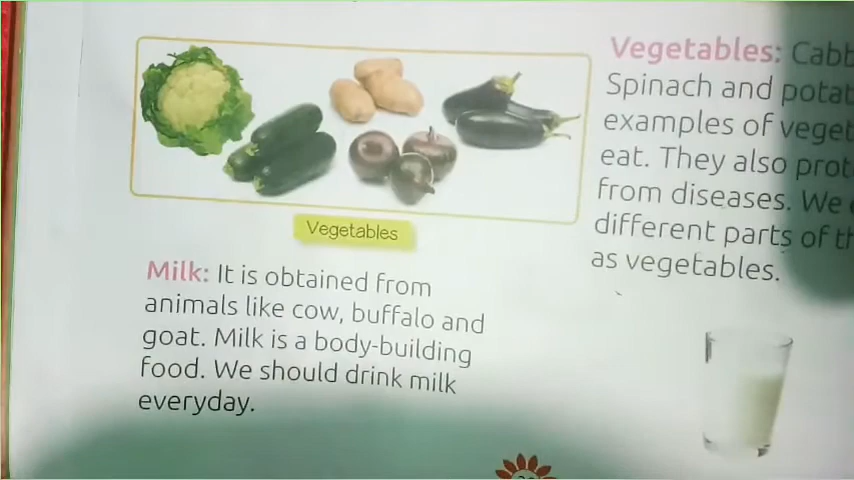 Vegetables
Milk: It is obtained from
animals like cow, buffalo and
goat. Milk is a body-building
food. We should drink milk
everyday.
Vegetables:
Spinach and
examples of
eat. They also
from diseases. We
different parts of
as vegetables.